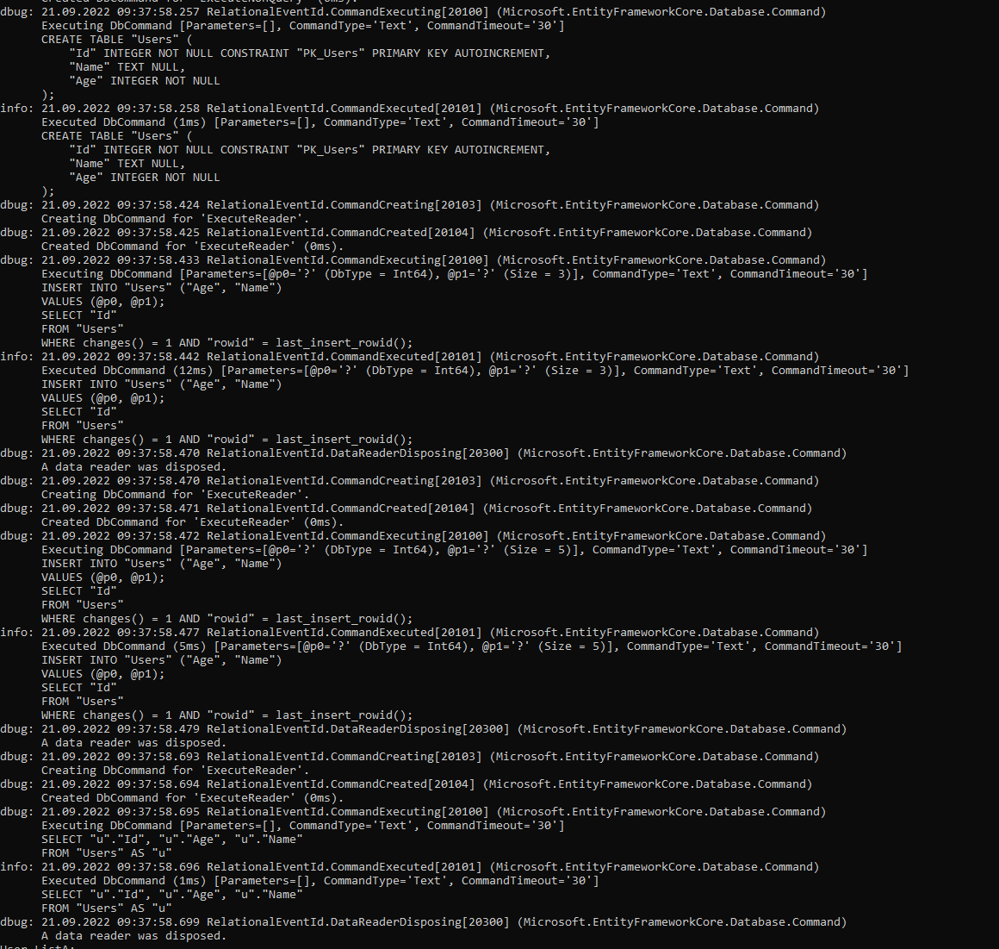 Created DbCommand for 'ExecuteNonQuery' (0ms).
dbug: 21.09.2022 09:37:58.257 RelationalEventId.CommandExecuting[20100] (Microsoft.EntityFrameworkCore.Database.Command)
      Executing DbCommand [Parameters=[], CommandType='Text', CommandTimeout='30']
      CREATE TABLE "Users" (
          "Id" INTEGER NOT NULL CONSTRAINT "PK_Users" PRIMARY KEY AUTOINCREMENT,
          "Name" TEXT NULL,
          "Age" INTEGER NOT NULL
      );
info: 21.09.2022 09:37:58.258 RelationalEventId.CommandExecuted[20101] (Microsoft.EntityFrameworkCore.Database.Command)
      Executed DbCommand (1ms) [Parameters=[], CommandType='Text', CommandTimeout='30']
      CREATE TABLE "Users" (
          "Id" INTEGER NOT NULL CONSTRAINT "PK_Users" PRIMARY KEY AUTOINCREMENT,
          "Name" TEXT NULL,
          "Age" INTEGER NOT NULL
      );
dbug: 21.09.2022 09:37:58.424 RelationalEventId.CommandCreating[20103] (Microsoft.EntityFrameworkCore.Database.Command)
      Creating DbCommand for 'ExecuteReader'.
dbug: 21.09.2022 09:37:58.425 RelationalEventId.CommandCreated[20104] (Microsoft.EntityFrameworkCore.Database.Command)
      Created DbCommand for 'ExecuteReader' (0ms).
dbug: 21.09.2022 09:37:58.433 RelationalEventId.CommandExecuting[20100] (Microsoft.EntityFrameworkCore.Database.Command)
      Executing DbCommand [Parameters=[@p0='?' (DbType = Int64), @p1='?' (Size = 3)], CommandType='Text', CommandTimeout='30']
      INSERT INTO "Users" ("Age", "Name")
      VALUES (@p0, @p1);
      SELECT "Id"
      FROM "Users"
      WHERE changes() = 1 AND "rowid" = last_insert_rowid();
info: 21.09.2022 09:37:58.442 RelationalEventId.CommandExecuted[20101] (Microsoft.EntityFrameworkCore.Database.Command)
      Executed DbCommand (12ms) [Parameters=[@p0='?' (DbType = Int64), @p1='?' (Size = 3)], CommandType='Text', CommandTimeout='30']
      INSERT INTO "Users" ("Age", "Name")
      VALUES (@p0, @p1);
      SELECT "Id"
      FROM "Users"
      WHERE changes() = 1 AND "rowid" = last_insert_rowid();
dbug: 21.09.2022 09:37:58.470 RelationalEventId.DataReaderDisposing[20300] (Microsoft.EntityFrameworkCore.Database.Command)
      A data reader was disposed.
dbug: 21.09.2022 09:37:58.470 RelationalEventId.CommandCreating[20103] (Microsoft.EntityFrameworkCore.Database.Command)
      Creating DbCommand for 'ExecuteReader'.
dbug: 21.09.2022 09:37:58.471 RelationalEventId.CommandCreated[20104] (Microsoft.EntityFrameworkCore.Database.Command)
      Created DbCommand for 'ExecuteReader' (0ms).
dbug: 21.09.2022 09:37:58.472 RelationalEventId.CommandExecuting[20100] (Microsoft.EntityFrameworkCore.Database.Command)
      Executing DbCommand [Parameters=[@p0='?' (DbType = Int64), @p1='?' (Size = 5)], CommandType='Text', CommandTimeout='30']
      INSERT INTO "Users" ("Age", "Name")
      VALUES (@p0, @p1);
      SELECT "Id"
      FROM "Users"
      WHERE changes() = 1 AND "rowid" = last_insert_rowid();
info: 21.09.2022 09:37:58.477 RelationalEventId.CommandExecuted[20101] (Microsoft.EntityFrameworkCore.Database.Command)
      Executed DbCommand (5ms) [Parameters=[@p0='?' (DbType = Int64), @p1='?' (Size = 5)], CommandType='Text', CommandTimeout='30']
      INSERT INTO "Users" ("Age", "Name")
      VALUES (@p0, @p1);
      SELECT "Id"
      FROM "Users"
      WHERE changes() = 1 AND "rowid" = last_insert_rowid();
dbug: 21.09.2022 09:37:58.479 RelationalEventId.DataReaderDisposing[20300] (Microsoft.EntityFrameworkCore.Database.Command)
      A data reader was disposed.
dbug: 21.09.2022 09:37:58.693 RelationalEventId.CommandCreating[20103] (Microsoft.EntityFrameworkCore.Database.Command)
      Creating DbCommand for 'ExecuteReader'.
dbug: 21.09.2022 09:37:58.694 RelationalEventId.CommandCreated[20104] (Microsoft.EntityFrameworkCore.Database.Command)
      Created DbCommand for 'ExecuteReader' (0ms).
dbug: 21.09.2022 09:37:58.695 RelationalEventId.CommandExecuting[20100] (Microsoft.EntityFrameworkCore.Database.Command)
      Executing DbCommand [Parameters=[], CommandType='Text', CommandTimeout='30']
      SELECT "u"."Id", "u"."Age", "u"."Name"
      FROM "Users" AS "u"
info: 21.09.2022 09:37:58.696 RelationalEventId.CommandExecuted[20101] (Microsoft.EntityFrameworkCore.Database.Command)
      Executed DbCommand (1ms) [Parameters=[], CommandType='Text', CommandTimeout='30']
      SELECT "u"."Id", "u"."Age", "u"."Name"
      FROM "Users" AS "u"
dbug: 21.09.2022 09:37:58.699 RelationalEventId.DataReaderDisposing[20300] (Microsoft.EntityFrameworkCore.Database.Command)
      A data reader was disposed.